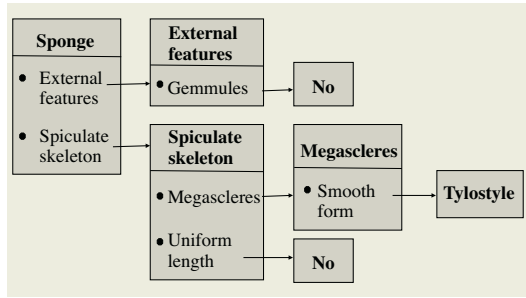 Sponge
• External
features
• Spiculate
skeleton
External
features
• Gemmules
No
Spiculate
skeleton
• Megascleres
• Uniform
length
Megascleres
• Smooth
form
Tylostyle
No